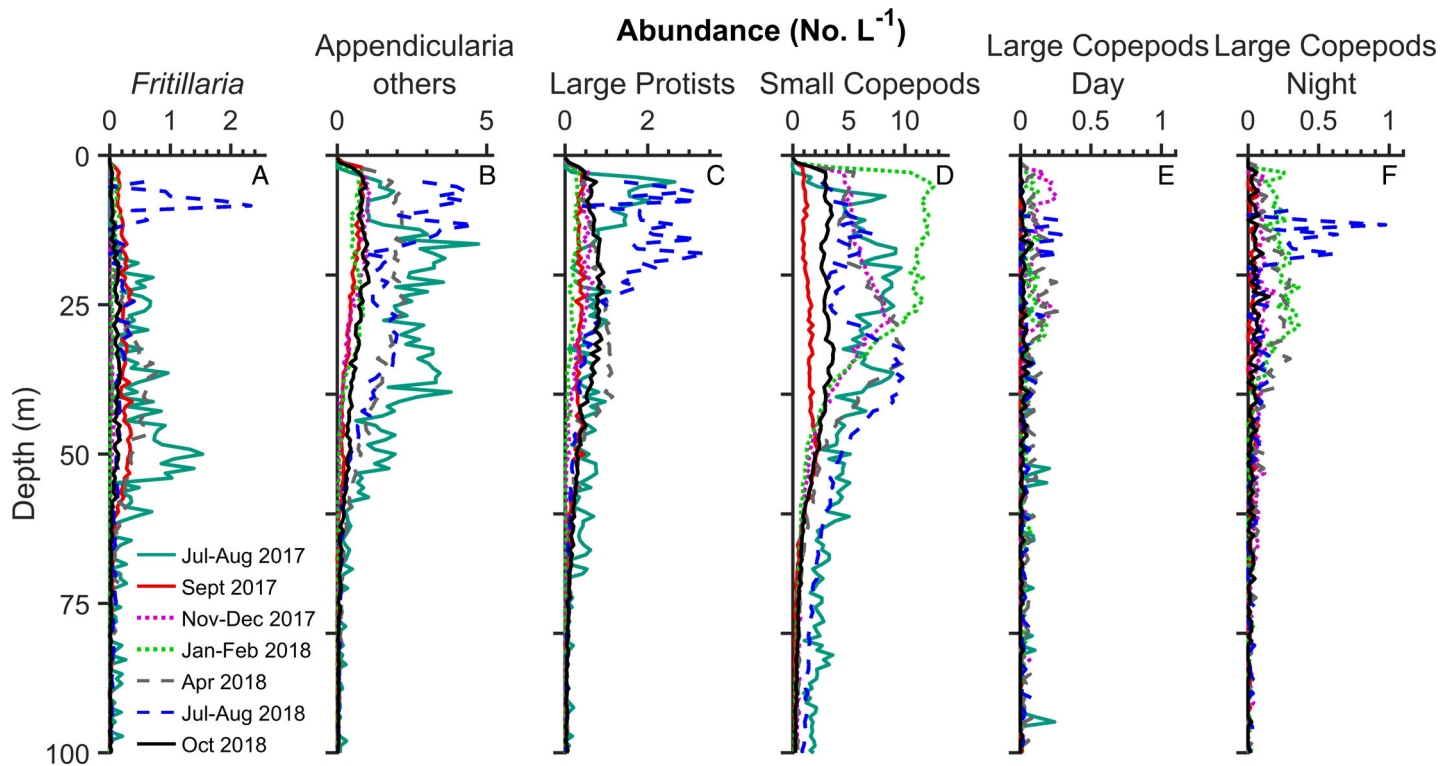 Abundance (No. L⁻¹)
Fritillaria
Appendicularia
others
Large Protists
Small Copepods
Large Copepods
Day
Large Copepods
Night
0 1 2
0 5
0 2
0 5 10
0 0.5 1
0 0.5 1
A
B
C
D
E
F
Depth (m)
0
25
50
75
100
Jul-Aug 2017
Sept 2017
Nov-Dec 2017
Jan-Feb 2018
Apr 2018
Jul-Aug 2018
Oct 2018